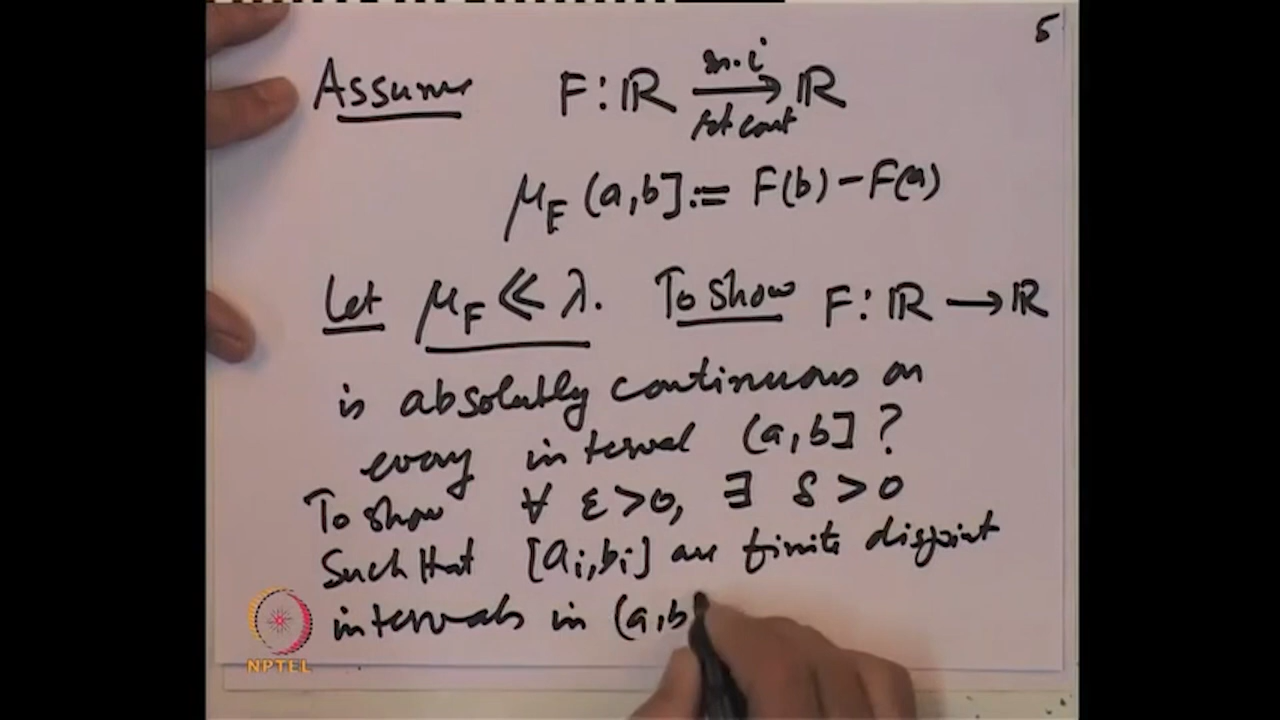 5
Assume F : ℝ → ℝ
m.i
rt cont
μ_F (a,b] := F(b) − F(a)
Let μ_F ≪ λ. To show F : ℝ → ℝ
is absolutely continuous on
every interval (a,b] ?
To show ∀ ε>0, ∃ δ>0
Such that [a_i,b_i] are finite disjoint
intervals in (a,b
NPTEL